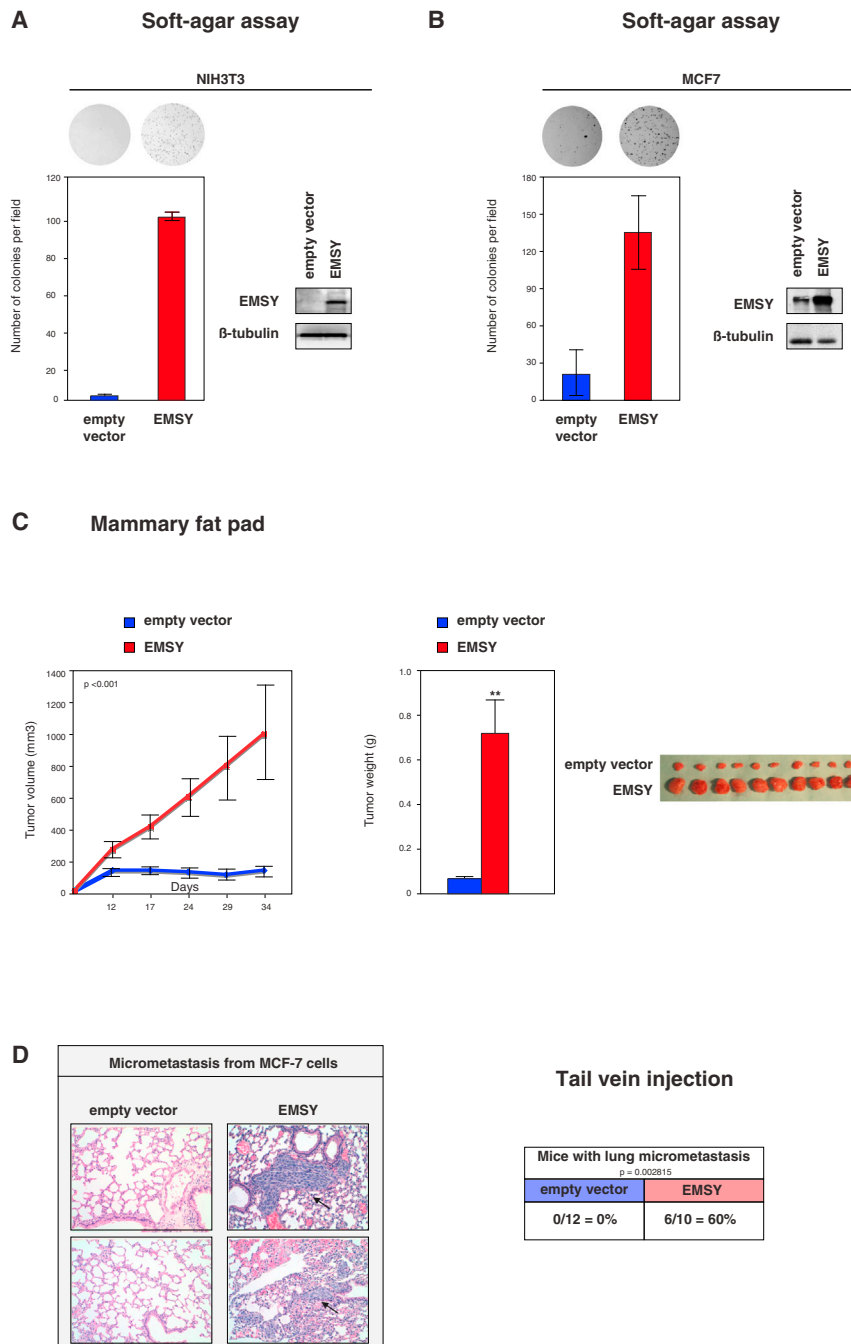 A
Soft-agar assay
NIH3T3
Number of colonies per field
120
100
80
60
40
20
0
empty
vector
EMSY
empty vector
EMSY
EMSY
ß-tubulin
B
Soft-agar assay
MCF7
Number of colonies per field
180
150
120
90
60
30
0
empty
vector
EMSY
empty vector
EMSY
EMSY
ß-tubulin
C
Mammary fat pad
empty vector
EMSY
p <0.001
Tumor volume (mm3)
1400
1200
1000
800
600
400
200
0
Days
12
17
24
29
34
empty vector
EMSY
Tumor weight (g)
1.0
0.8
0.6
0.4
0.2
0
**
empty vector
EMSY
D
Micrometastasis from MCF-7 cells
empty vector
EMSY
Tail vein injection
Mice with lung micrometastasis
p = 0.002815
empty vector
EMSY
0/12 = 0%
6/10 = 60%